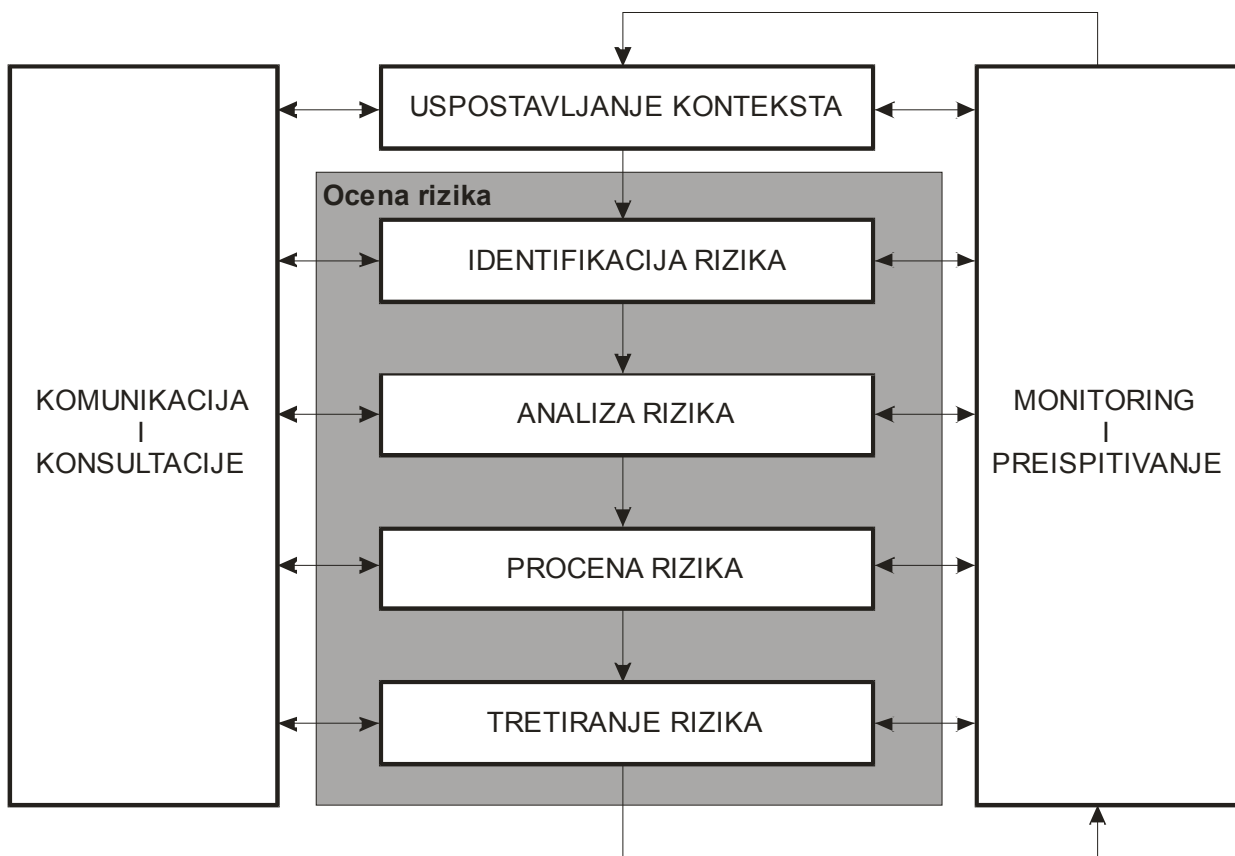 USPOSTAVLJANJE KONTEKSTA
Ocena rizika
IDENTIFIKACIJA RIZIKA
KOMUNIKACIJA
I
KONSULTACIJE
ANALIZA RIZIKA
MONITORING
I
PREISPITIVANJE
PROCENA RIZIKA
TRETIRANJE RIZIKA